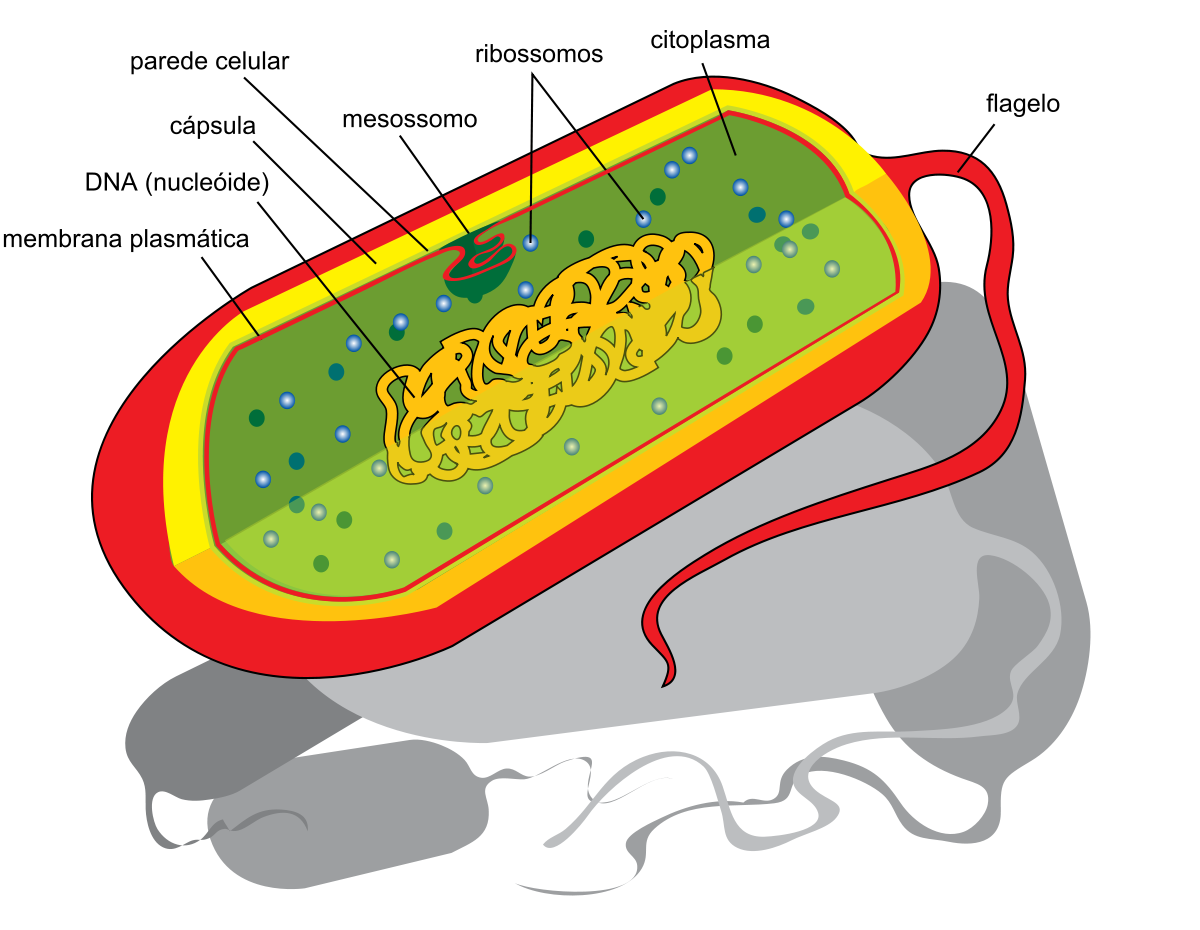 citoplasma
ribossomos
parede celular
flagelo
mesossomo
cápsula
DNA (nucleóide)
membrana plasmática